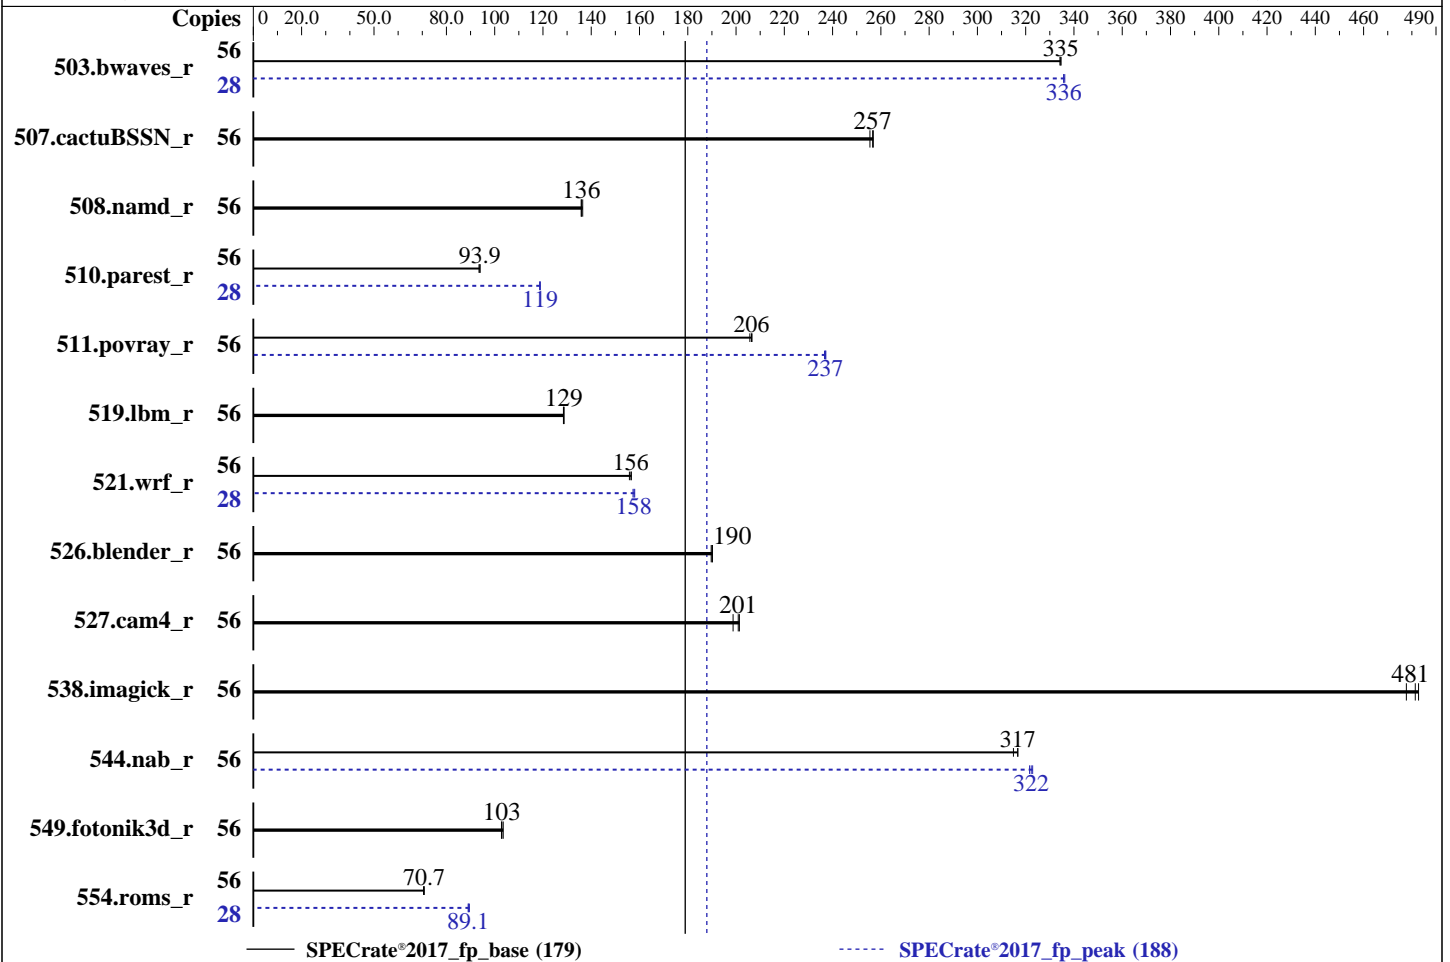 Copies 0 20.0 50.0 80.0 100 120 140 160 180 200 220 240 260 280 300 320 340 360 380 400 420 440 460 490
503.bwaves_r 56 335
28 336
507.cactuBSSN_r 56 257
508.namd_r 56 136
510.parest_r 56 93.9
28 119
511.povray_r 56 206
237
519.lbm_r 56 129
521.wrf_r 56 156
28 158
526.blender_r 56 190
527.cam4_r 56 201
538.imagick_r 56 481
544.nab_r 56 317
322
549.fotonik3d_r 56 103
554.roms_r 56 70.7
28 89.1
SPECrate®2017_fp_base (179) SPECrate®2017_fp_peak (188)